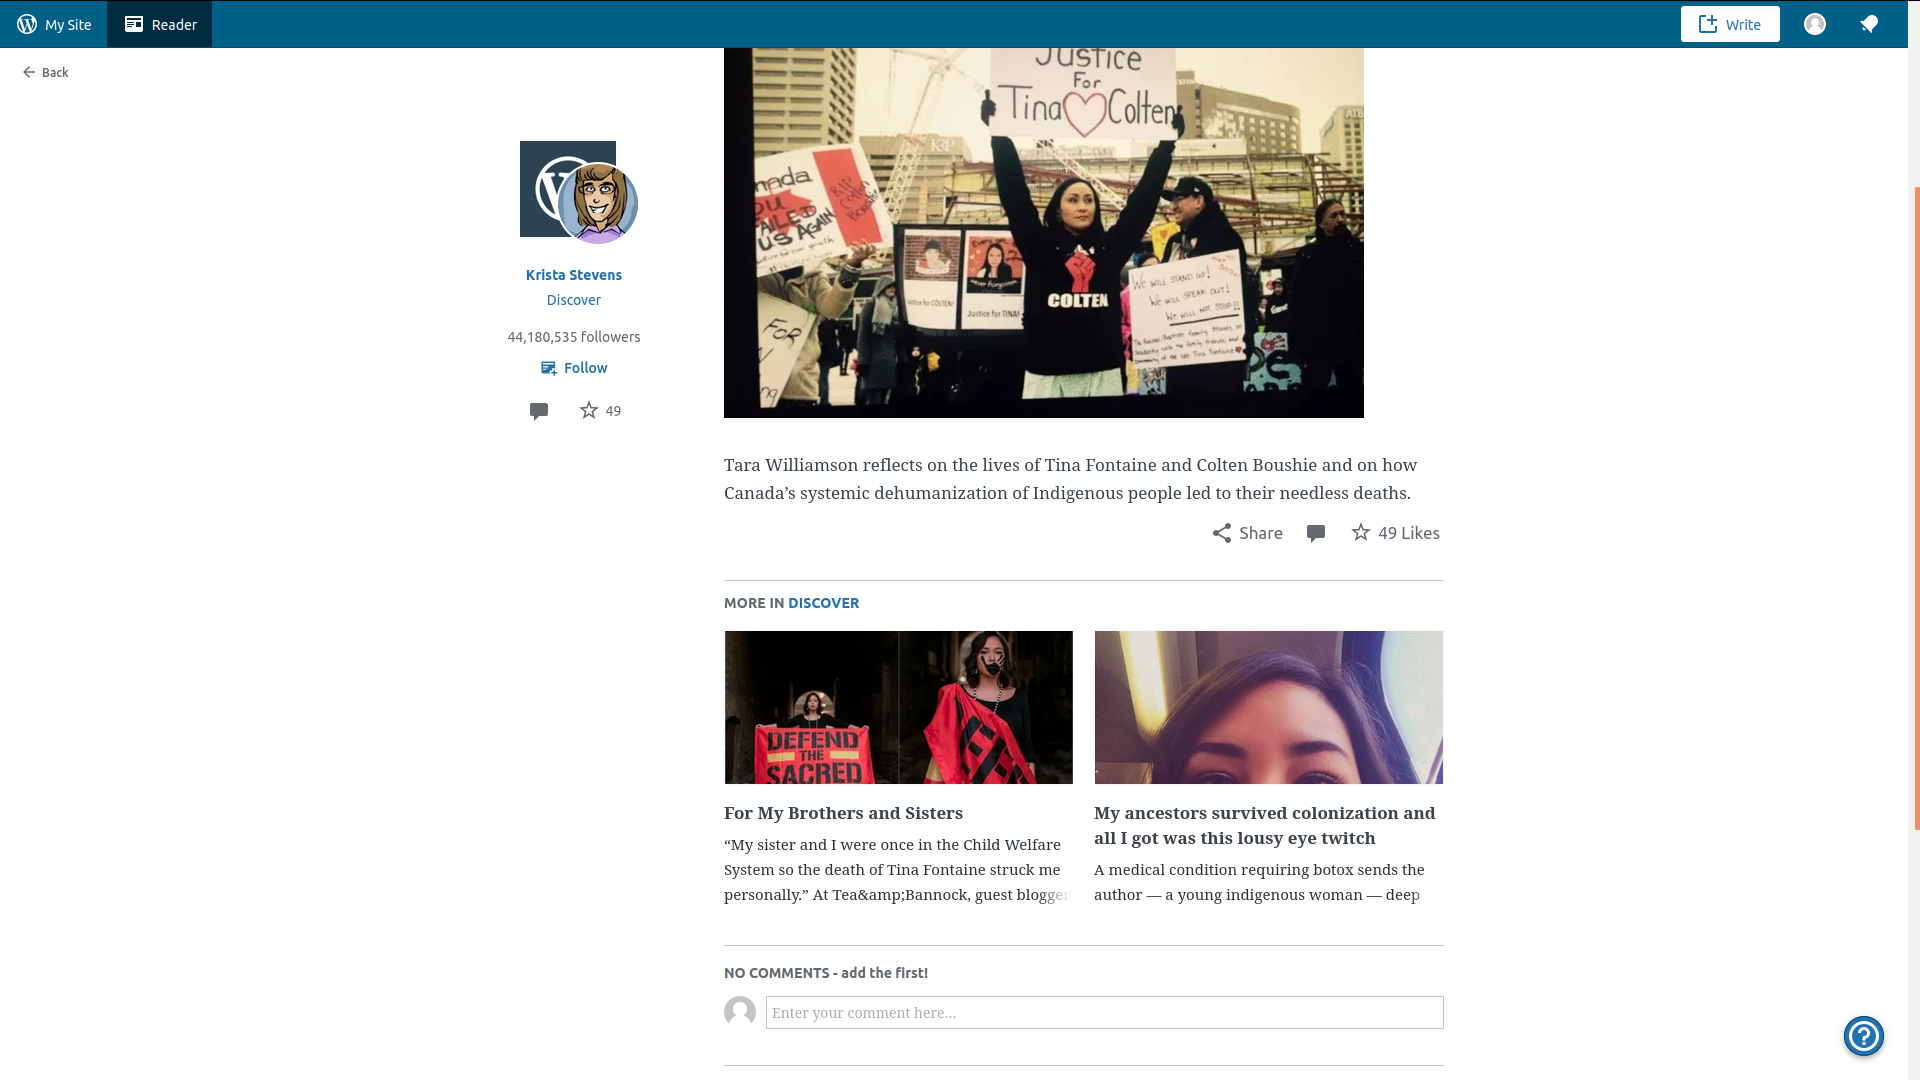 My Site
Reader
Write
Back
Justice
For
Tina Colten
K&P
nada
YOU
FAILED
US AGAIN
RIP
Colten
Boushie
Justice for COLTEN!
Never Forgotten
Justice for TINA!
COLTEN
We WILL STAND UP!
We WILL SPEAK OUT!
We WILL NOT STOP!!
FOR
Krista Stevens
Discover
44,180,535 followers
Follow
49
Tara Williamson reflects on the lives of Tina Fontaine and Colten Boushie and on how
Canada’s systemic dehumanization of Indigenous people led to their needless deaths.
Share
49 Likes
MORE IN DISCOVER
DEFEND
THE
SACRED
For My Brothers and Sisters
“My sister and I were once in the Child Welfare
System so the death of Tina Fontaine struck me
personally.” At Tea&amp;Bannock, guest blogger
My ancestors survived colonization and
all I got was this lousy eye twitch
A medical condition requiring botox sends the
author — a young indigenous woman — deep
NO COMMENTS - add the first!
Enter your comment here…